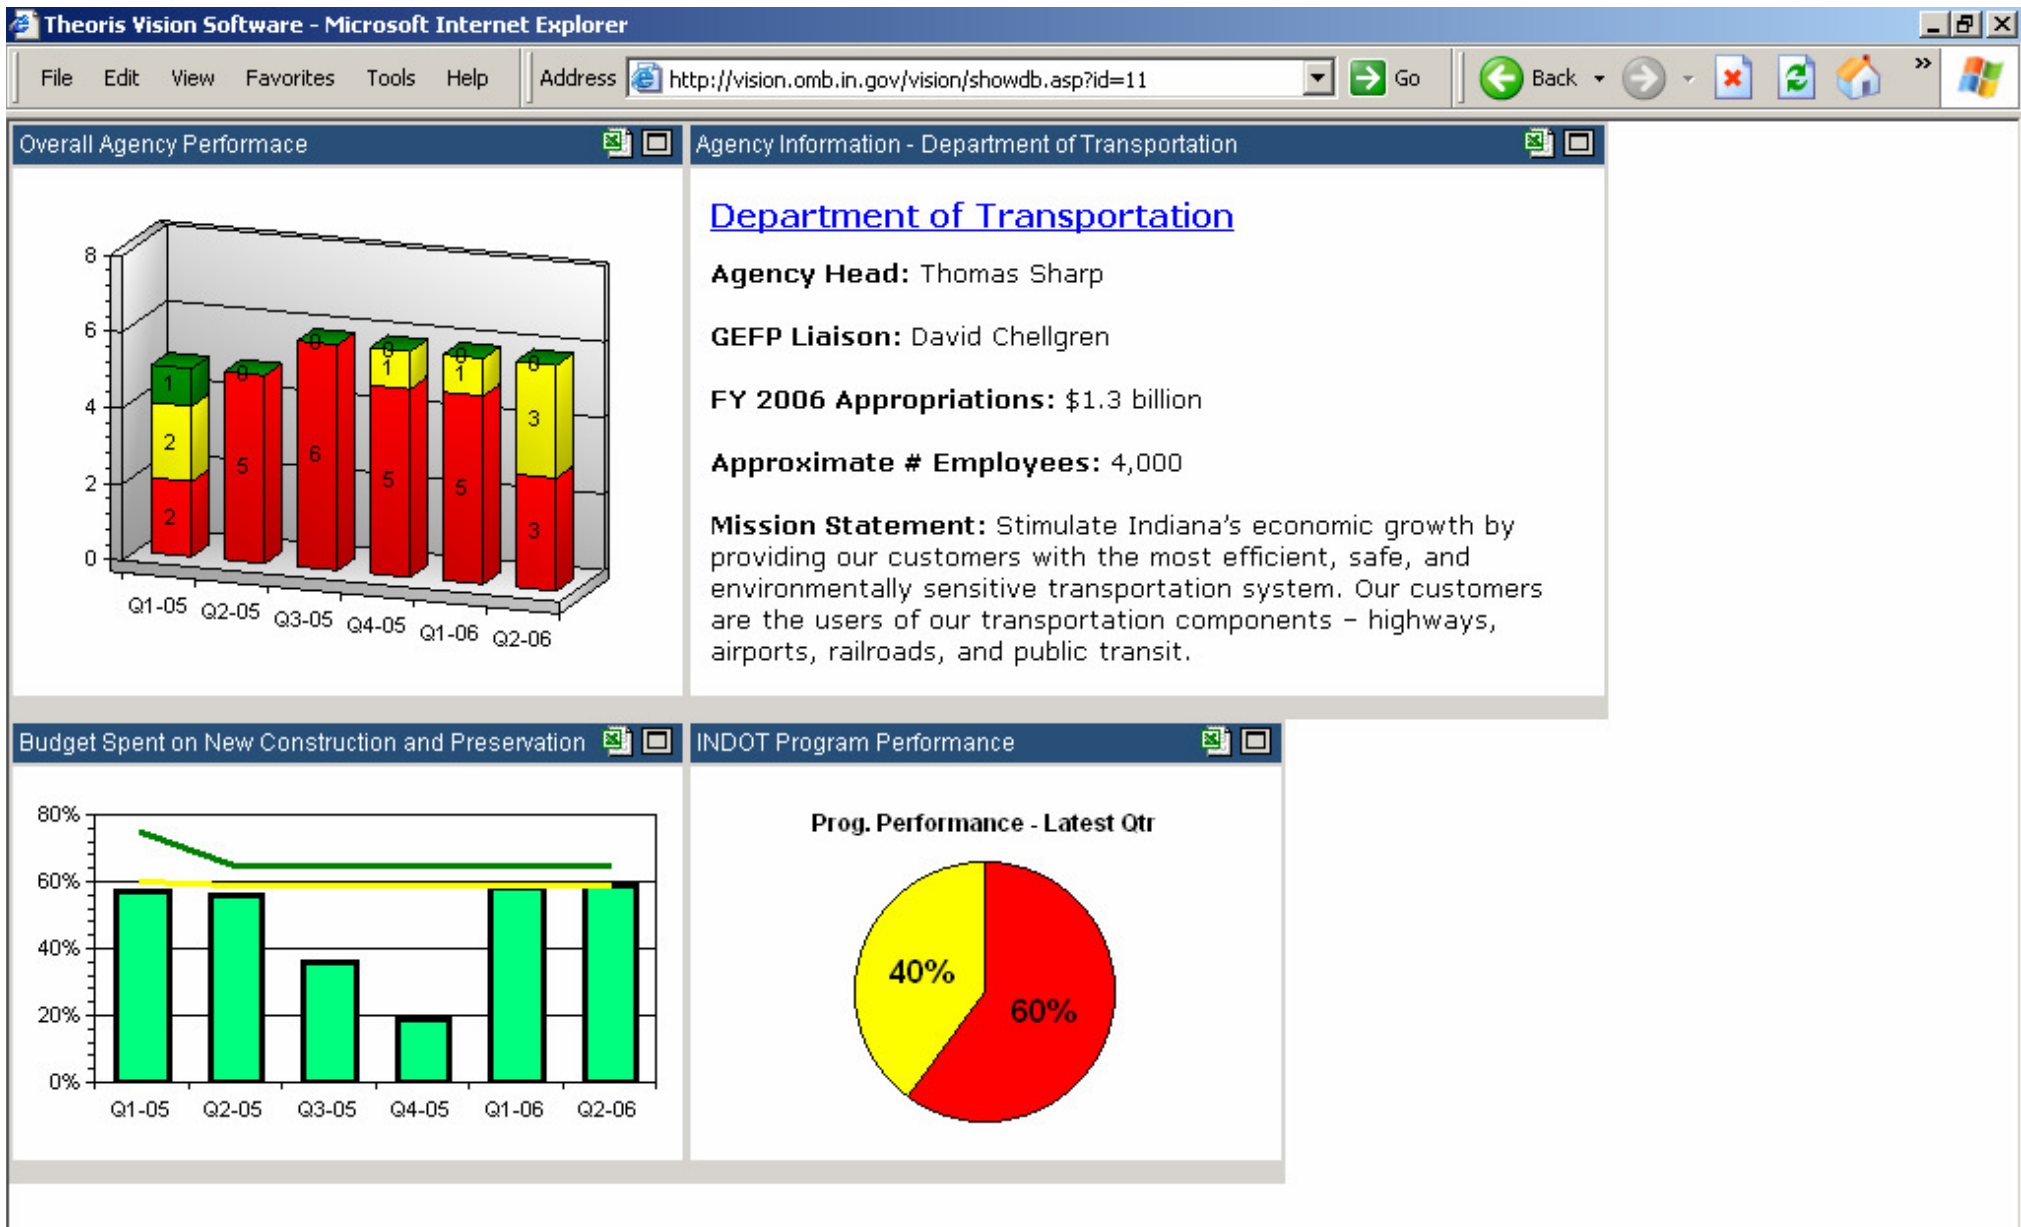 Theoris Vision Software - Microsoft Internet Explorer
File Edit View Favorites Tools Help Address http://vision.omb.in.gov/vision/showdb.asp?id=11 Go Back »
Overall Agency Performace
8
6
4
2
0
1 2 2
0 5
0 6
0 1 5
0 1 5
0 3 3
Q1-05 Q2-05 Q3-05 Q4-05 Q1-06 Q2-06
Agency Information - Department of Transportation
Department of Transportation
Agency Head: Thomas Sharp
GEFP Liaison: David Chellgren
FY 2006 Appropriations: $1.3 billion
Approximate # Employees: 4,000
Mission Statement: Stimulate Indiana's economic growth by
providing our customers with the most efficient, safe, and
environmentally sensitive transportation system. Our customers
are the users of our transportation components – highways,
airports, railroads, and public transit.
Budget Spent on New Construction and Preservation
80%
60%
40%
20%
0%
Q1-05 Q2-05 Q3-05 Q4-05 Q1-06 Q2-06
INDOT Program Performance
Prog. Performance - Latest Qtr
40%
60%